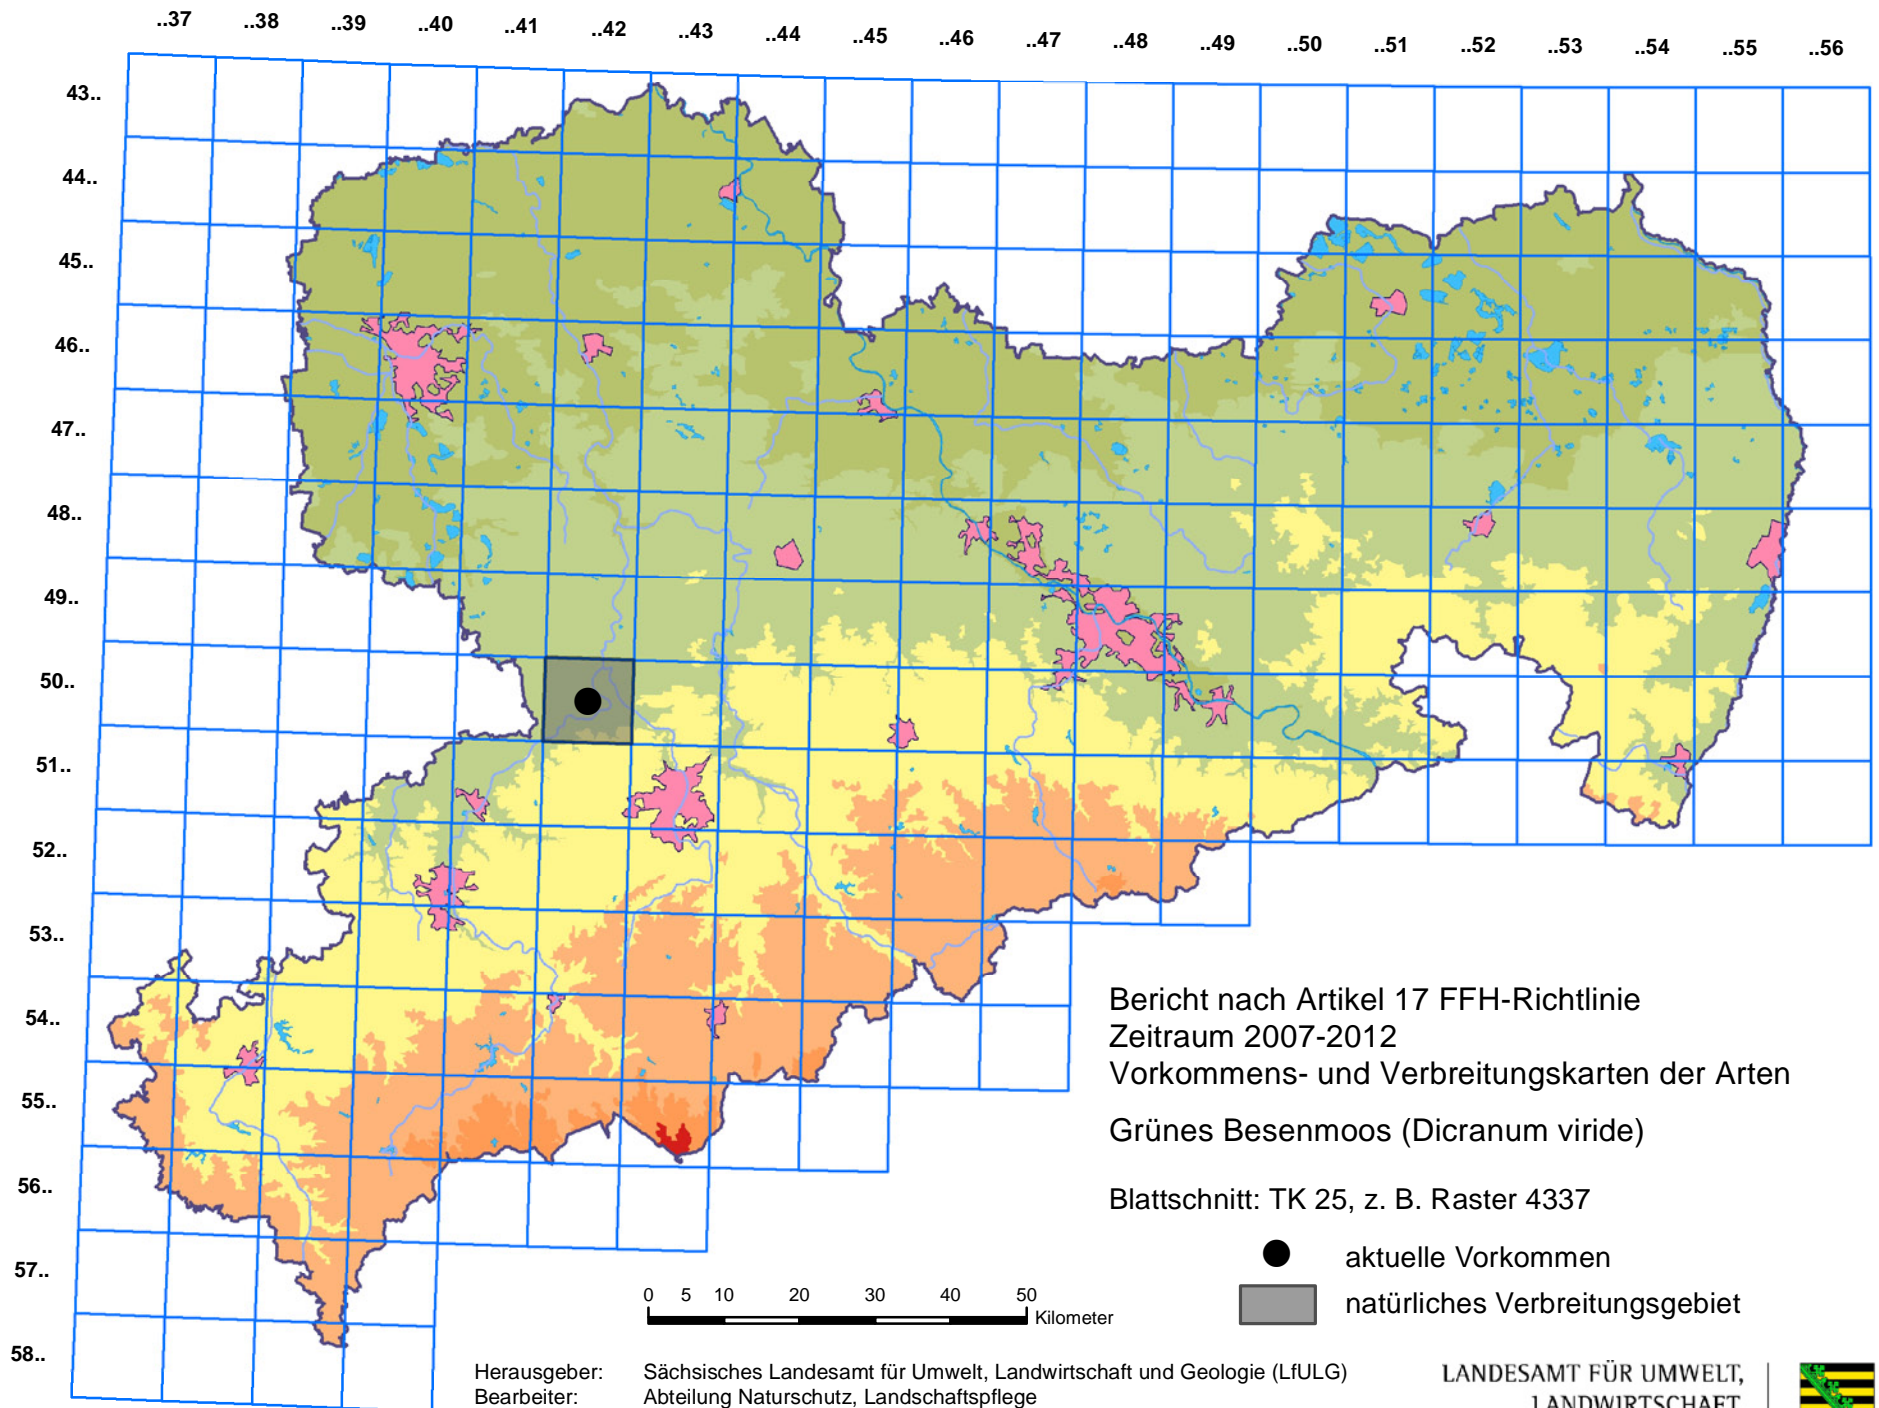 ..37 ..38 ..39 ..40 ..41 ..42 ..43 ..44 ..45 ..46 ..47 ..48 ..49 ..50 ..51 ..52 ..53 ..54 ..55 ..56
43..
44..
45..
46..
47..
48..
49..
50..
51..
52..
53..
54..
55..
56..
57..
58..
Bericht nach Artikel 17 FFH-Richtlinie
Zeitraum 2007-2012
Vorkommens- und Verbreitungskarten der Arten
Grünes Besenmoos (Dicranum viride)
Blattschnitt: TK 25, z. B. Raster 4337
aktuelle Vorkommen
natürliches Verbreitungsgebiet
0 5 10 20 30 40 50
Kilometer
Herausgeber: Sächsisches Landesamt für Umwelt, Landwirtschaft und Geologie (LfULG)
Bearbeiter: Abteilung Naturschutz, Landschaftspflege
LANDESAMT FÜR UMWELT,
LANDWIRTSCHAFT